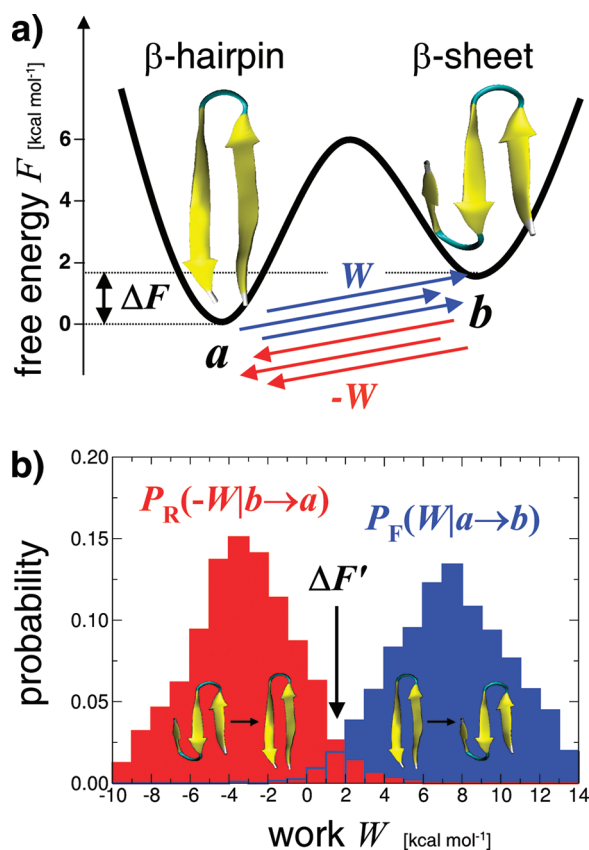 a)
β-hairpin
β-sheet
free energy F [kcal mol-1]
6
4
2
0
ΔF
W
a
b
-W
b)
P_R(-W|b→a)
P_F(W|a→b)
ΔF'
probability
0.20
0.15
0.10
0.05
0.00
-10 -8 -6 -4 -2 0 2 4 6 8 10 12 14
work W [kcal mol-1]